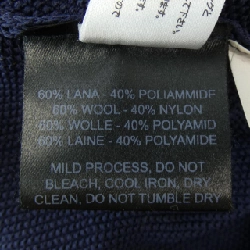 60% LANA - 40% POLIAMMIDE
60% WOOL - 40% NYLON
60% WOLLE - 40% POLYAMID
60% LAINE - 40% POLYAMIDE
MILD PROCESS, DO NOT
BLEACH, COOL IRON, DRY
CLEAN, DO NOT TUMBLE DRY